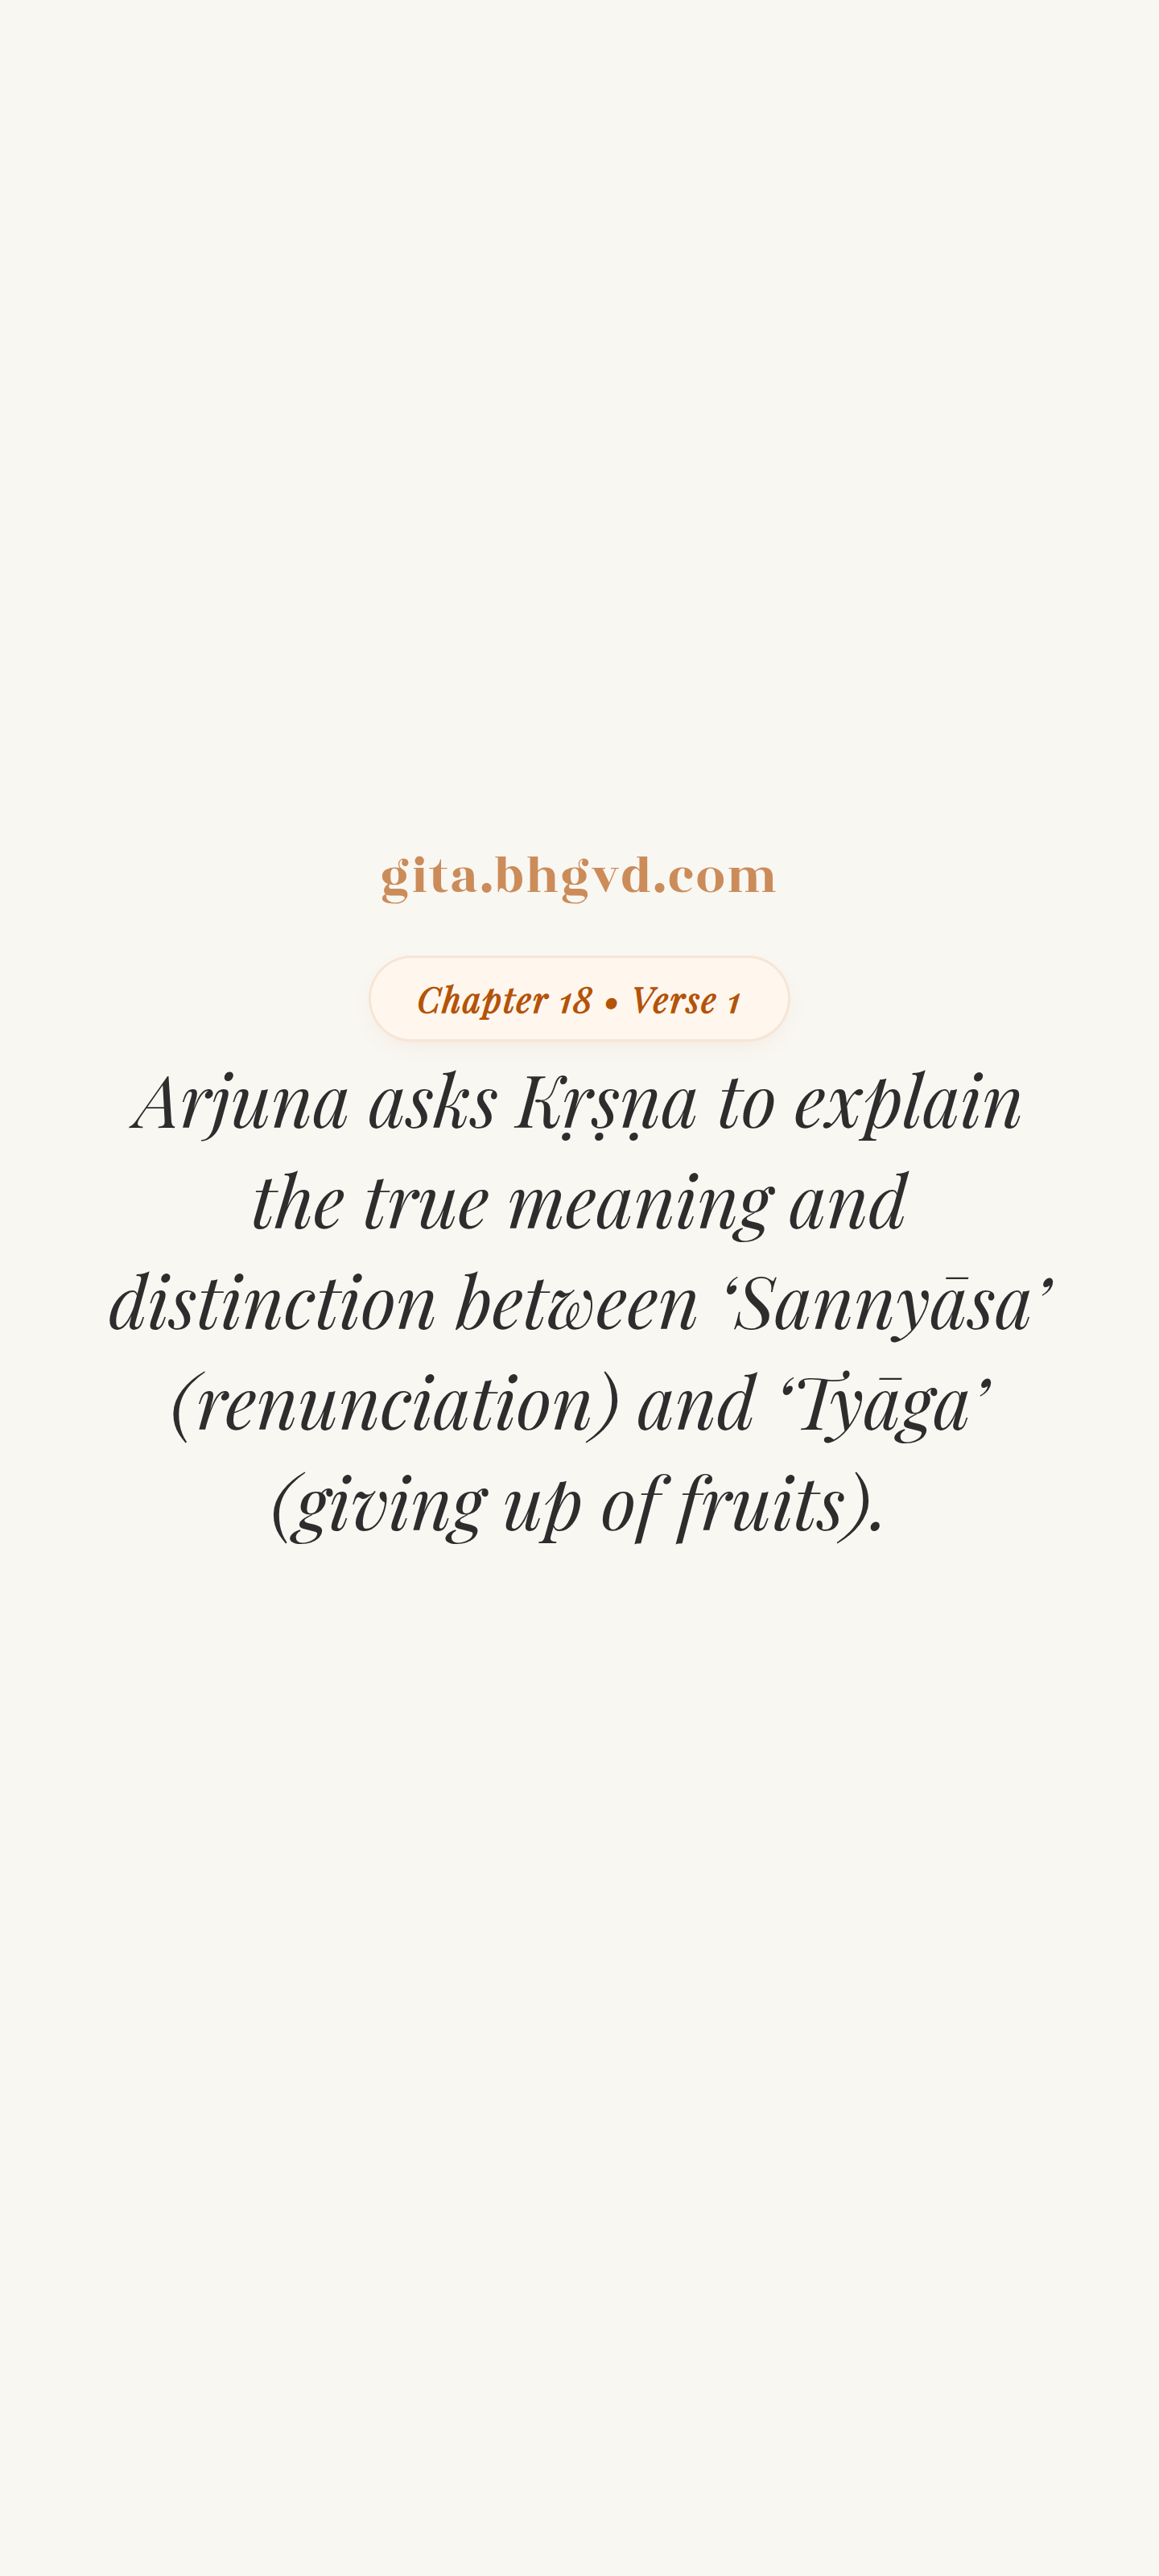 gita.bhgvd.com
Chapter 18 • Verse 1
Arjuna asks Kṛṣṇa to explain
the true meaning and
distinction between ‘Sannyāsa’
(renunciation) and ‘Tyāga’
(giving up of fruits).